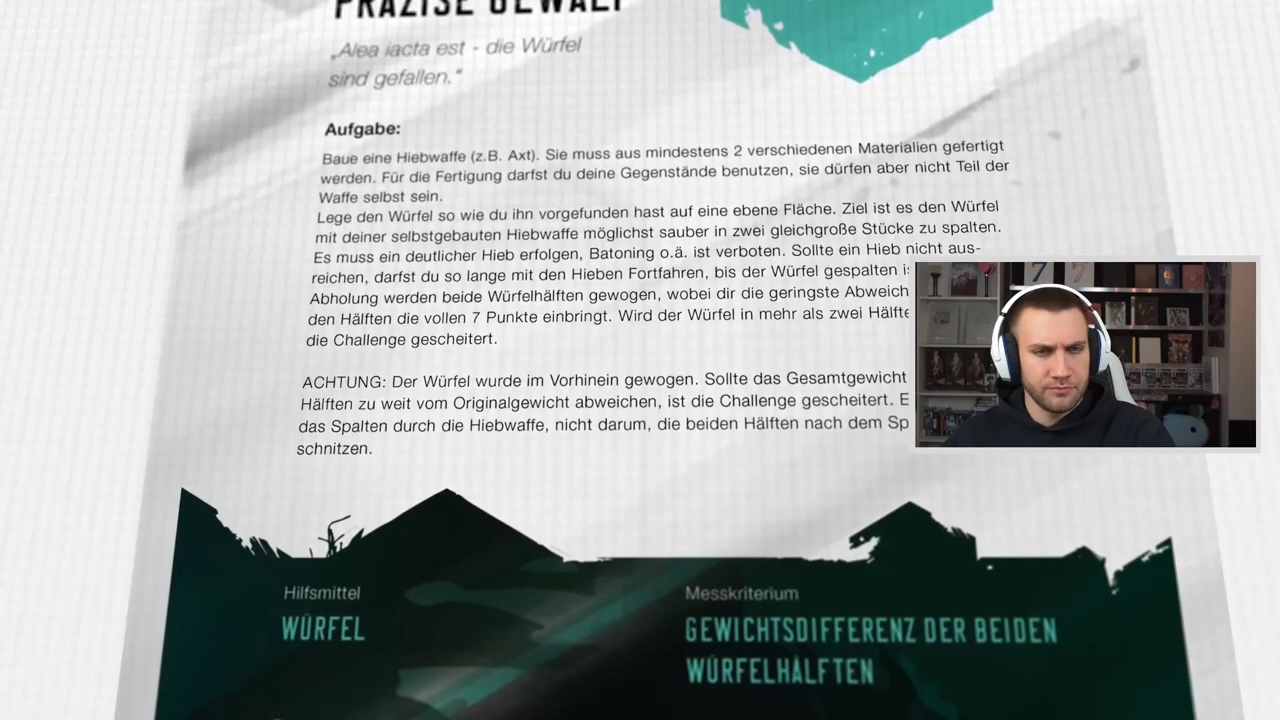 PRÄZISE GEWALT
„Alea iacta est - die Würfel
sind gefallen.“
Aufgabe:
Baue eine Hiebwaffe (z.B. Axt). Sie muss aus mindestens 2 verschiedenen Materialien gefertigt
werden. Für die Fertigung darfst du deine Gegenstände benutzen, sie dürfen aber nicht Teil der
Waffe selbst sein.
Lege den Würfel so wie du ihn vorgefunden hast auf eine ebene Fläche. Ziel ist es den Würfel
mit deiner selbstgebauten Hiebwaffe möglichst sauber in zwei gleichgroße Stücke zu spalten.
Es muss ein deutlicher Hieb erfolgen, Batoning o.ä. ist verboten. Sollte ein Hieb nicht aus-
reichen, darfst du so lange mit den Hieben Fortfahren, bis der Würfel gespalten
Abholung werden beide Würfelhälften gewogen, wobei dir die geringste Abweich
den Hälften die vollen 7 Punkte einbringt. Wird der Würfel in mehr als zwei Hälfte
die Challenge gescheitert.
ACHTUNG: Der Würfel wurde im Vorhinein gewogen. Sollte das Gesamtgewicht
Hälften zu weit vom Originalgewicht abweichen, ist die Challenge gescheitert. E
das Spalten durch die Hiebwaffe, nicht darum, die beiden Hälften nach dem Sp
schnitzen.
Hilfsmittel
WÜRFEL
Messkriterium
GEWICHTSDIFFERENZ DER BEIDEN
WÜRFELHÄLFTEN